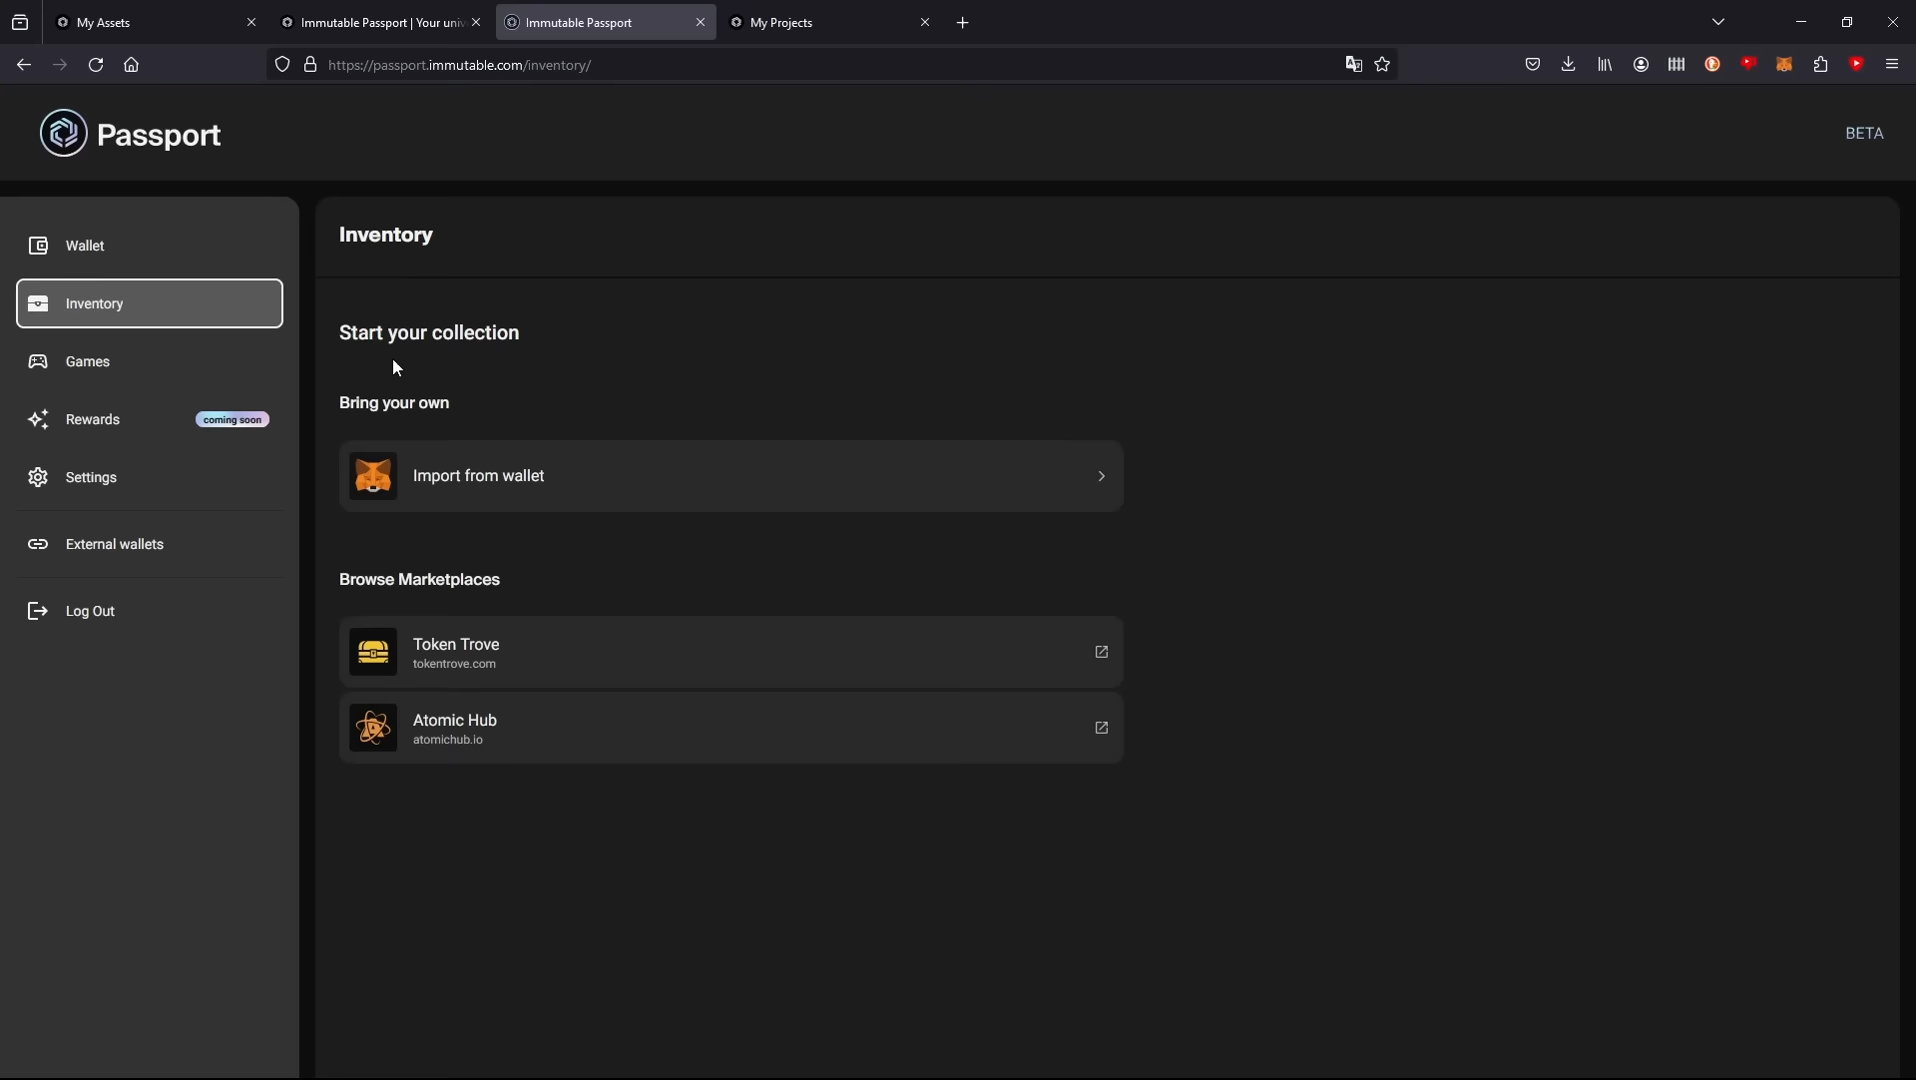 My Assets
Immutable Passport | Your univ
Immutable Passport
My Projects
https://passport.immutable.com/inventory/
Passport
BETA
Wallet
Inventory
Games
Rewards
coming soon
Settings
External wallets
Log Out
Inventory
Start your collection
Bring your own
Import from wallet
Browse Marketplaces
Token Trove
tokentrove.com
Atomic Hub
atomichub.io